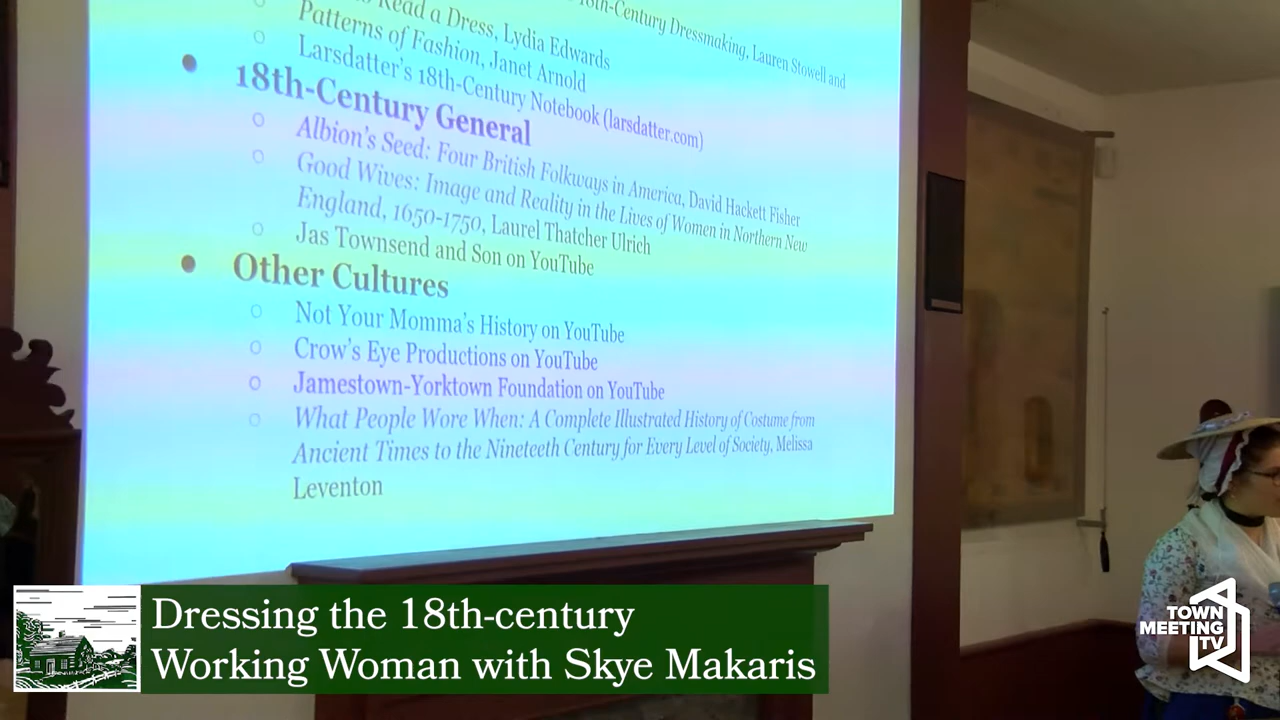 18th-Century Dressmaking, Lauren Stowell and
Read a Dress, Lydia Edwards
Patterns of Fashion, Janet Arnold
Larsdatter's 18th-Century Notebook (larsdatter.com)
18th-Century General
Albion's Seed: Four British Folkways in America, David Hackett Fisher
Good Wives: Image and Reality in the Lives of Women in Northern New
England, 1650-1750, Laurel Thatcher Ulrich
Jas Townsend and Son on YouTube
Other Cultures
Not Your Momma's History on YouTube
Crow's Eye Productions on YouTube
Jamestown-Yorktown Foundation on YouTube
What People Wore When: A Complete Illustrated History of Costume from
Ancient Times to the Nineteeth Century for Every Level of Society, Melissa
Leventon
Dressing the 18th-century
Working Woman with Skye Makaris
TOWN
MEETING
TV